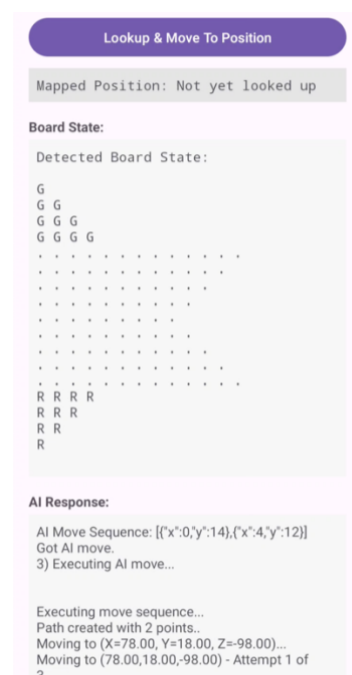 Lookup & Move To Position
Mapped Position: Not yet looked up
Board State:
Detected Board State:
G
G G
G G G
G G G G
. . . . . . . . . . . . .
. . . . . . . . . . . .
. . . . . . . . . . .
. . . . . . . . . .
. . . . . . . . .
. . . . . . . . . .
. . . . . . . . . . .
. . . . . . . . . . . .
. . . . . . . . . . . . .
R R R R
R R R
R R
R
AI Response:
AI Move Sequence: [{"x":0,"y":14},{"x":4,"y":12}]
Got AI move.
3) Executing AI move...
Executing move sequence...
Path created with 2 points..
Moving to (X=78.00, Y=18.00, Z=-98.00)...
Moving to (78.00,18.00,-98.00) - Attempt 1 of